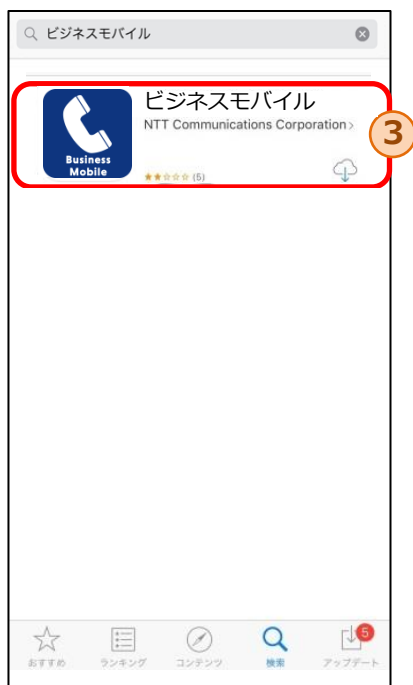 ビジネスモバイル
ビジネスモバイル
NTT Communications Corporation>
Business
Mobile
★★☆☆☆ (5)
3
5
おすすめ ランキング コンテンツ 検索 アップデート